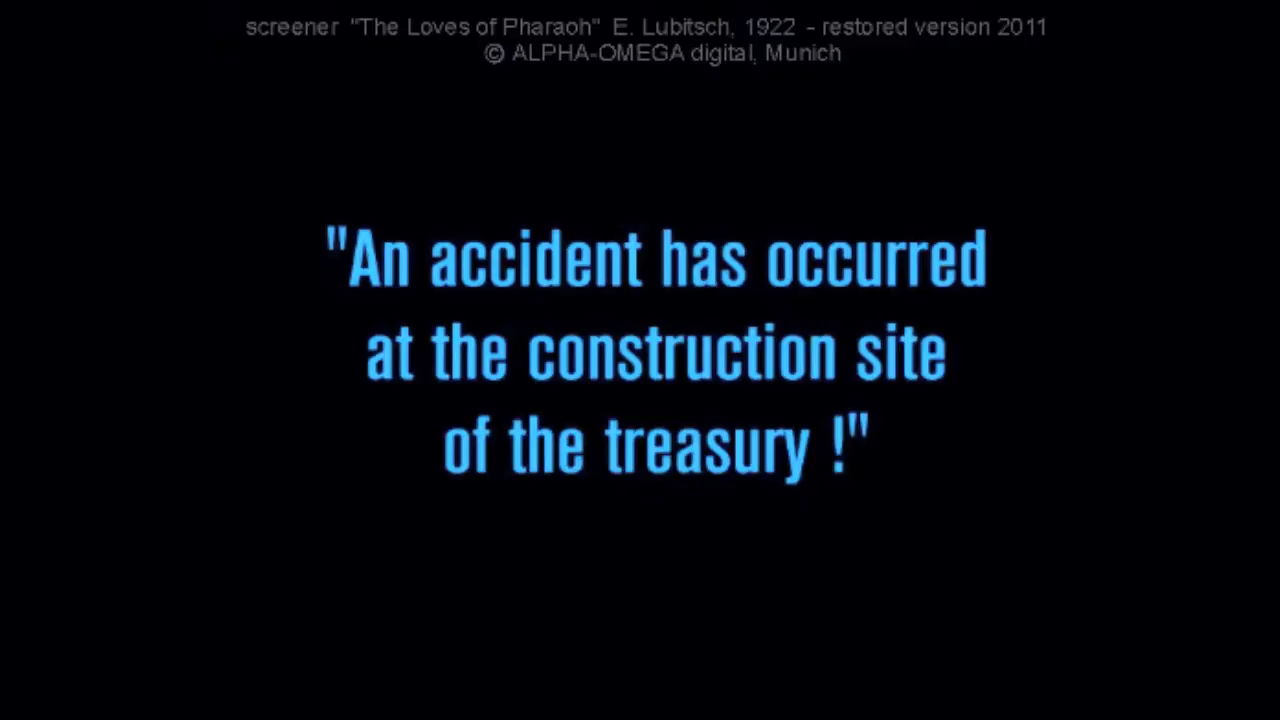 screener "The Loves of Pharaoh" E. Lubitsch, 1922 - restored version 2011
© ALPHA-OMEGA digital, Munich
"An accident has occurred
at the construction site
of the treasury !"